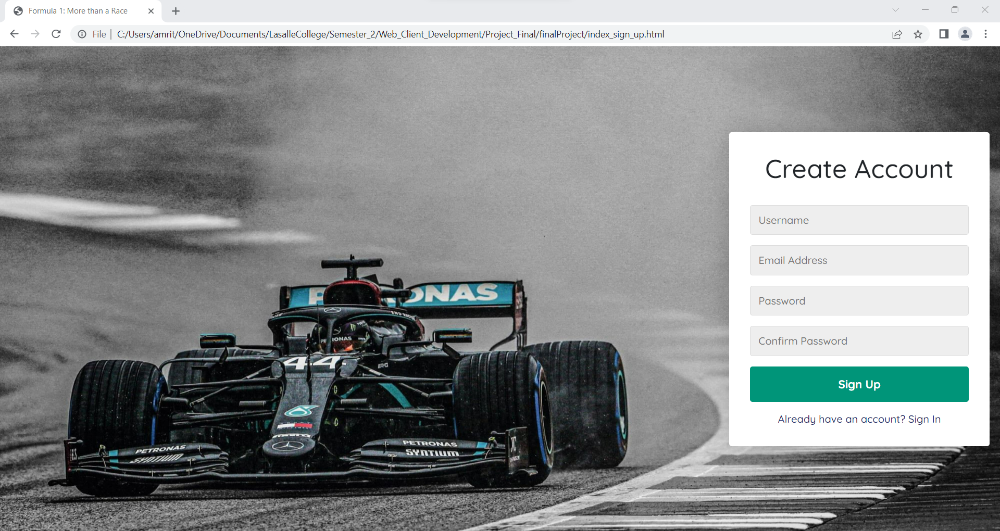 Formula 1: More than a Race
File
C:/Users/amrit/OneDrive/Documents/LasalleCollege/Semester_2/Web_Client_Development/Project_Final/finalProject/index_sign_up.html
Create Account
Username
Email Address
Password
Confirm Password
Sign Up
Already have an account? Sign In
PETRONAS
44
AMG
PETRONAS
SYNTIUM
PETRONAS
SYNTIUM